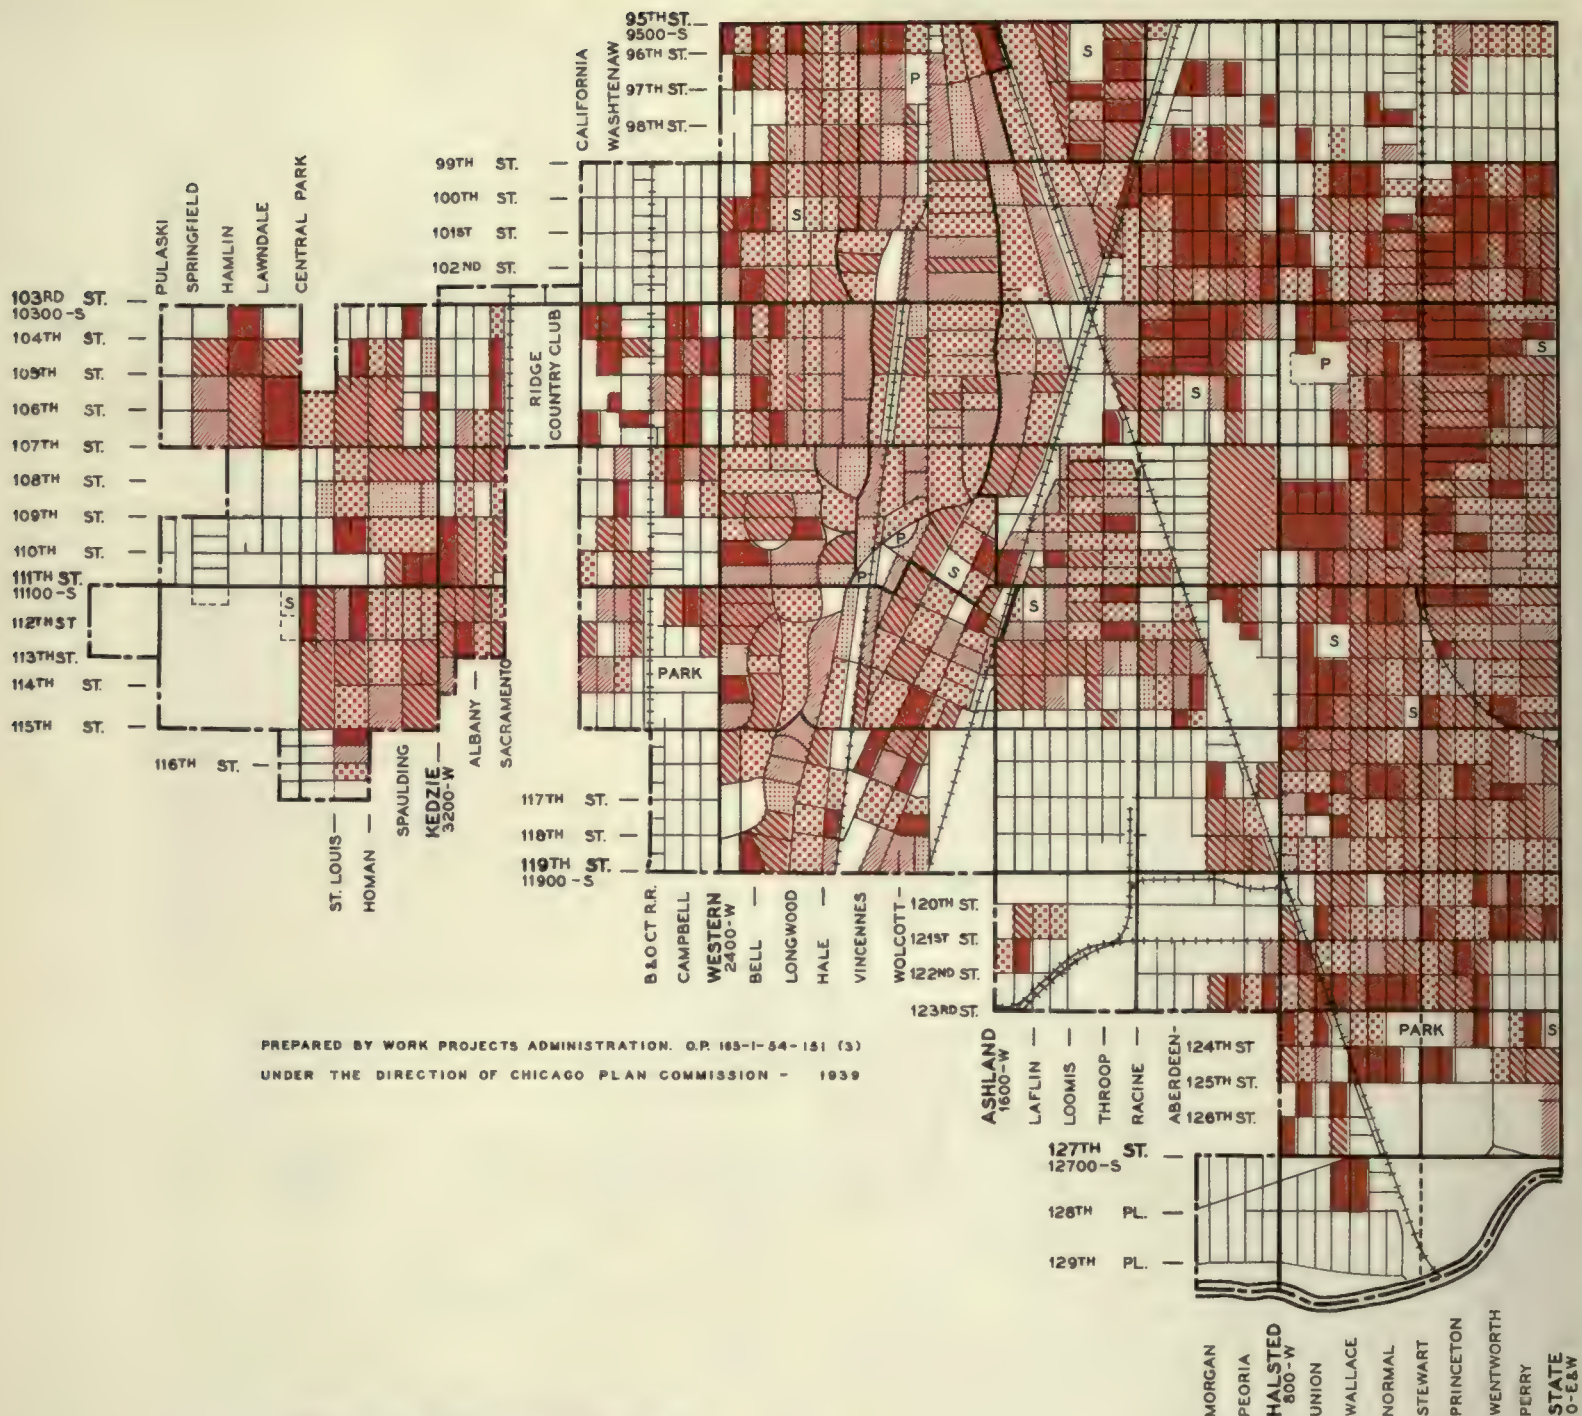 95TH ST.
9500-S
96TH ST.
97TH ST.
98TH ST.
CALIFORNIA
WASHTENAW
99TH ST.
100TH ST.
101ST ST.
102ND ST.
PULASKI
SPRINGFIELD
HAMLIN
LAWNDALE
CENTRAL PARK
103RD ST.
10300-S
104TH ST.
105TH ST.
106TH ST.
107TH ST.
108TH ST.
109TH ST.
110TH ST.
111TH ST.
11100-S
112TH ST
113TH ST.
114TH ST.
115TH ST.
116TH ST.
RIDGE
COUNTRY CLUB
P
S
S
S
P
S
S
P
P
S
S
S
S
S
PARK
117TH ST.
118TH ST.
119TH ST.
11900-S
ST. LOUIS
HOMAN
SPAULDING
KEDZIE
3200-W
ALBANY
SACRAMENTO
B&OCT R.R.
CAMPBELL
WESTERN
2400-W
BELL
LONGWOOD
HALE
VINCENNES
WOLCOTT
120TH ST.
121ST ST.
122ND ST.
123RD ST.
PREPARED BY WORK PROJECTS ADMINISTRATION. O.P. 165-1-54-151 (3)
UNDER THE DIRECTION OF CHICAGO PLAN COMMISSION - 1939
PARK
S
ASHLAND
1600-W
LAFLIN
LOOMIS
THROOP
RACINE
ABERDEEN
124TH ST
125TH ST.
126TH ST.
127TH ST.
12700-S
128TH PL.
129TH PL.
MORGAN
PEORIA
HALSTED
800-W
UNION
WALLACE
NORMAL
STEWART
PRINCETON
WENTWORTH
PERRY
STATE
0-E&W